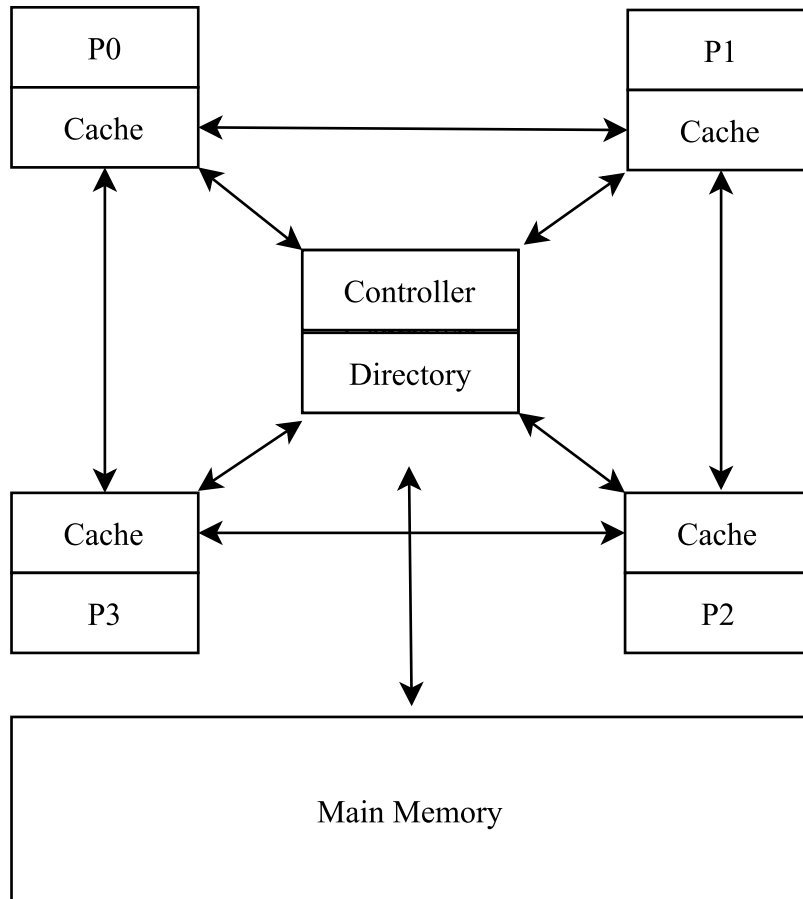 P0
P1
Cache
Cache
Controller
Directory
Cache
Cache
P3
P2
Main Memory